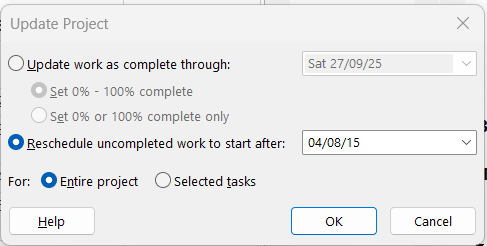 Update Project
Update work as complete through: Sat 27/09/25
Set 0% - 100% complete
Set 0% or 100% complete only
Reschedule uncompleted work to start after: 04/08/15
For: Entire project Selected tasks
Help OK Cancel